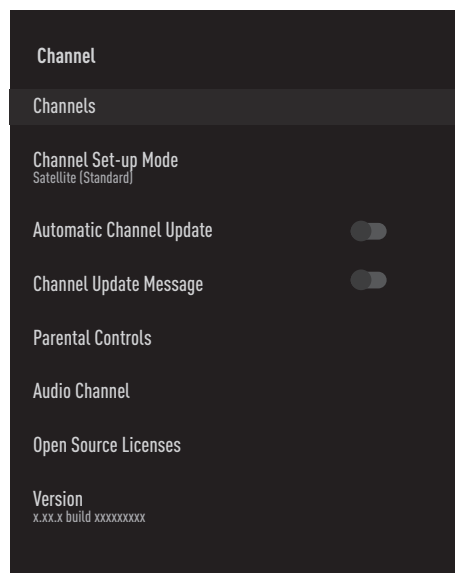 Channel
Channels
Channel Set-up Mode
Satellite (Standard)
Automatic Channel Update
Channel Update Message
Parental Controls
Audio Channel
Open Source Licenses
Version
x.xx.x build xxxxxxxxx